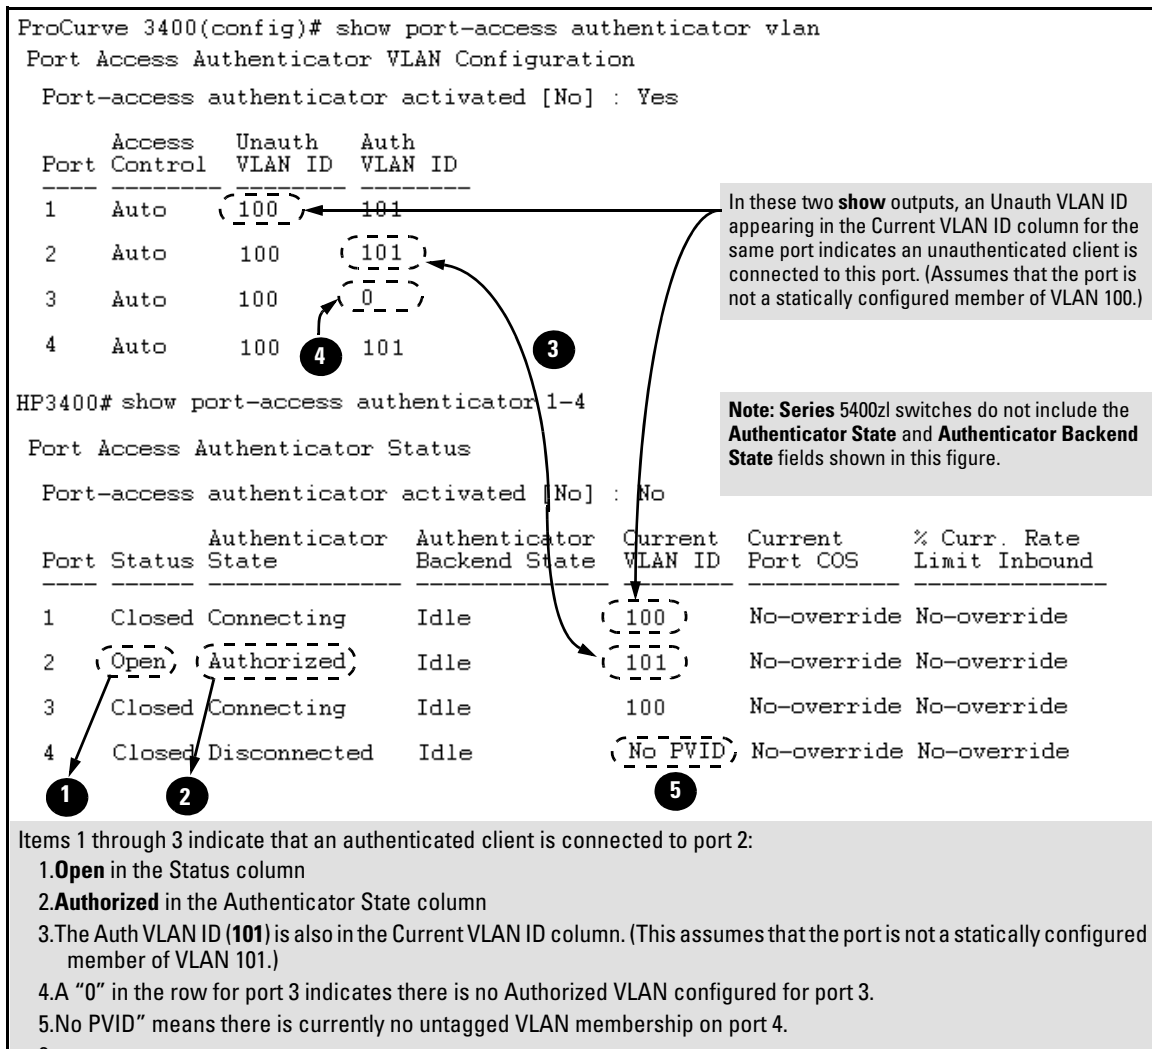 ProCurve 3400(config)# show port-access authenticator vlan
Port Access Authenticator VLAN Configuration
Port-access authenticator activated [No] : Yes
Access Unauth Auth
Port Control VLAN ID VLAN ID
---- -------- -------- --------
1 Auto 100 101
2 Auto 100 101
3 Auto 100 0
4 Auto 100 101
4
3
In these two show outputs, an Unauth VLAN ID
appearing in the Current VLAN ID column for the
same port indicates an unauthenticated client is
connected to this port. (Assumes that the port is
not a statically configured member of VLAN 100.)
HP3400# show port-access authenticator 1-4
Port Access Authenticator Status
Port-access authenticator activated [No] : No
Note: Series 5400zl switches do not include the
Authenticator State and Authenticator Backend
State fields shown in this figure.
Authenticator Authenticator Current Current % Curr. Rate
Port Status State Backend State VLAN ID Port COS Limit Inbound
---- ------ -------------- -------------- ------- ----------- --------------
1 Closed Connecting Idle 100 No-override No-override
2 Open Authorized Idle 101 No-override No-override
3 Closed Connecting Idle 100 No-override No-override
4 Closed Disconnected Idle No PVID No-override No-override
1 2 5
Items 1 through 3 indicate that an authenticated client is connected to port 2:
1.Open in the Status column
2.Authorized in the Authenticator State column
3.The Auth VLAN ID (101) is also in the Current VLAN ID column. (This assumes that the port is not a statically configured
member of VLAN 101.)
4.A “0” in the row for port 3 indicates there is no Authorized VLAN configured for port 3.
5.No PVID” means there is currently no untagged VLAN membership on port 4.